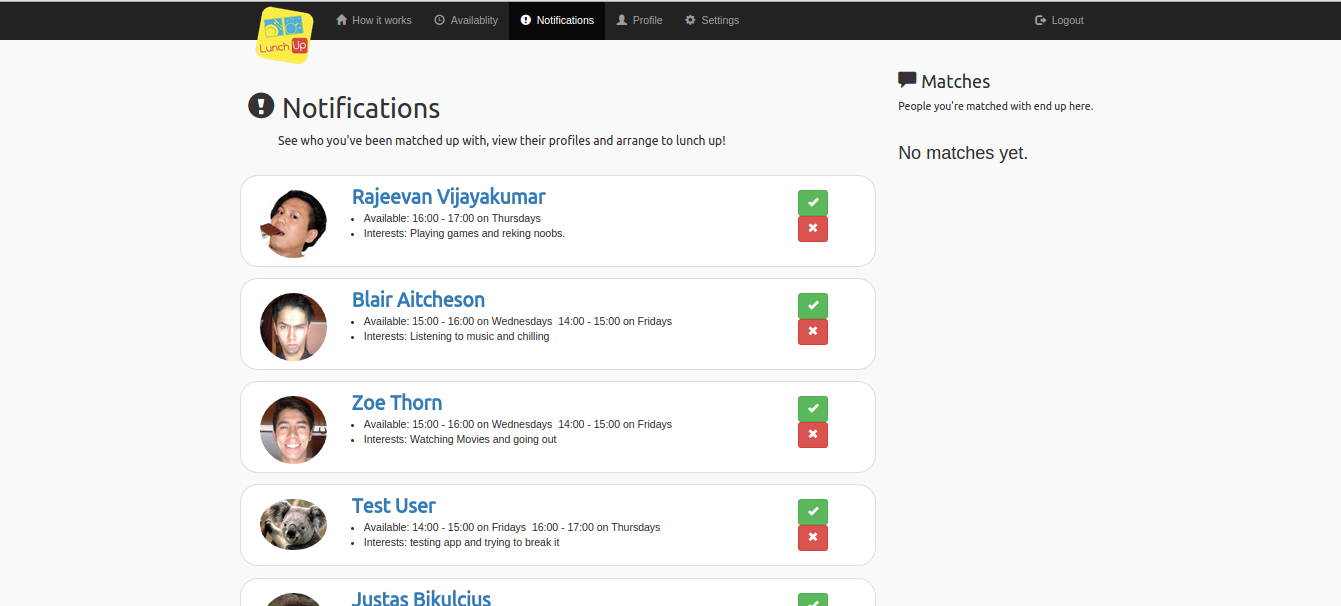 How it works
Availablity
Notifications
Profile
Settings
Logout
Lunch Up
Notifications
See who you've been matched up with, view their profiles and arrange to lunch up!
Rajeevan Vijayakumar
Available: 16:00 - 17:00 on Thursdays
Interests: Playing games and reking noobs.
Blair Aitcheson
Available: 15:00 - 16:00 on Wednesdays  14:00 - 15:00 on Fridays
Interests: Listening to music and chilling
Zoe Thorn
Available: 15:00 - 16:00 on Wednesdays  14:00 - 15:00 on Fridays
Interests: Watching Movies and going out
Test User
Available: 14:00 - 15:00 on Fridays  16:00 - 17:00 on Thursdays
Interests: testing app and trying to break it
Justas Bikulcius
Matches
People you're matched with end up here.
No matches yet.